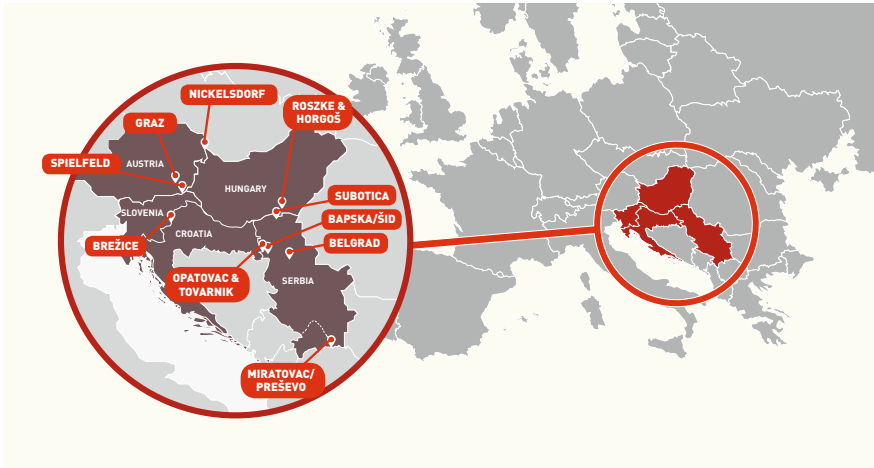 NICKELSDORF
ROSZKE &
HORGOŠ
GRAZ
SPIELFELD
AUSTRIA
HUNGARY
SUBOTICA
SLOVENIA
BAPSKA/ŠID
CROATIA
BREŽICE
BELGRAD
OPATOVAC &
TOVARNIK
SERBIA
MIRATOVAC/
PREŠEVO